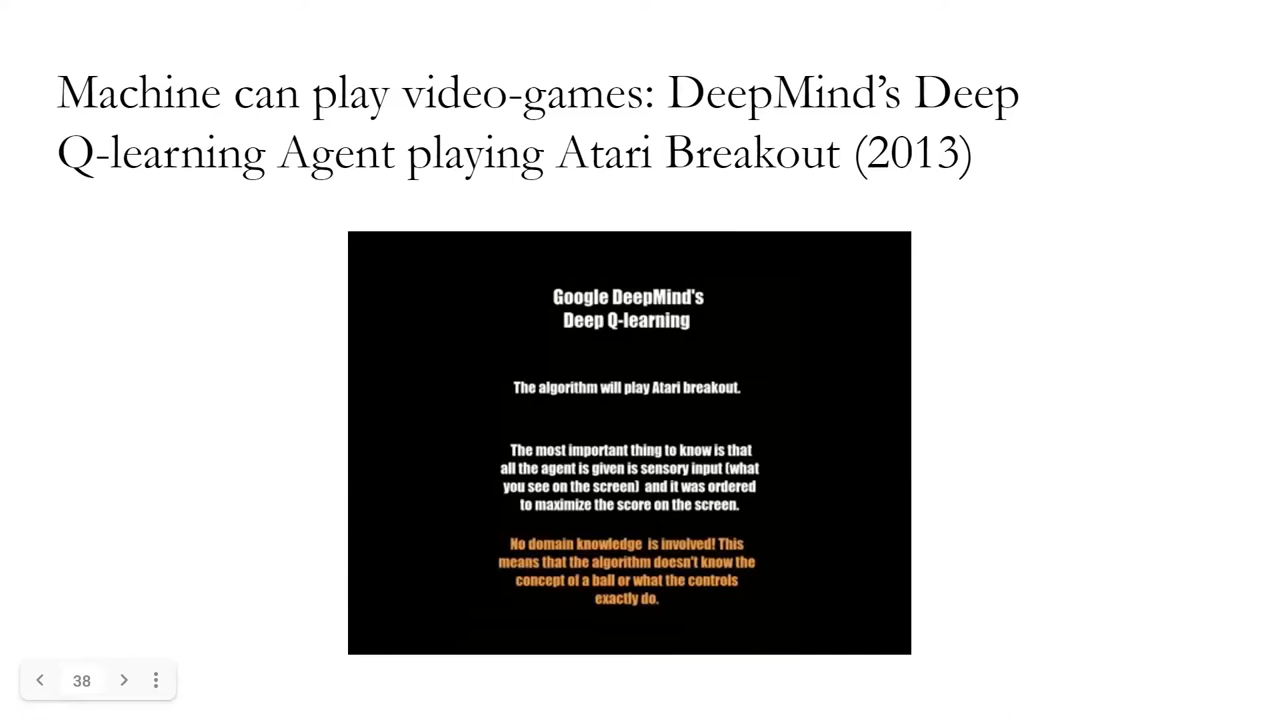 Machine can play video-games: DeepMind’s Deep
Q-learning Agent playing Atari Breakout (2013)
Google DeepMind's
Deep Q-learning
The algorithm will play Atari breakout.
The most important thing to know is that
all the agent is given is sensory input (what
you see on the screen) and it was ordered
to maximize the score on the screen.
No domain knowledge is involved! This
means that the algorithm doesn't know the
concept of a ball or what the controls
exactly do.
38